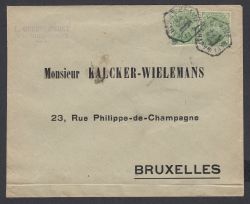 Monsieur KALCKER-WIELEMANS
23, Rue Philippe-de-Champagne
BRUXELLES